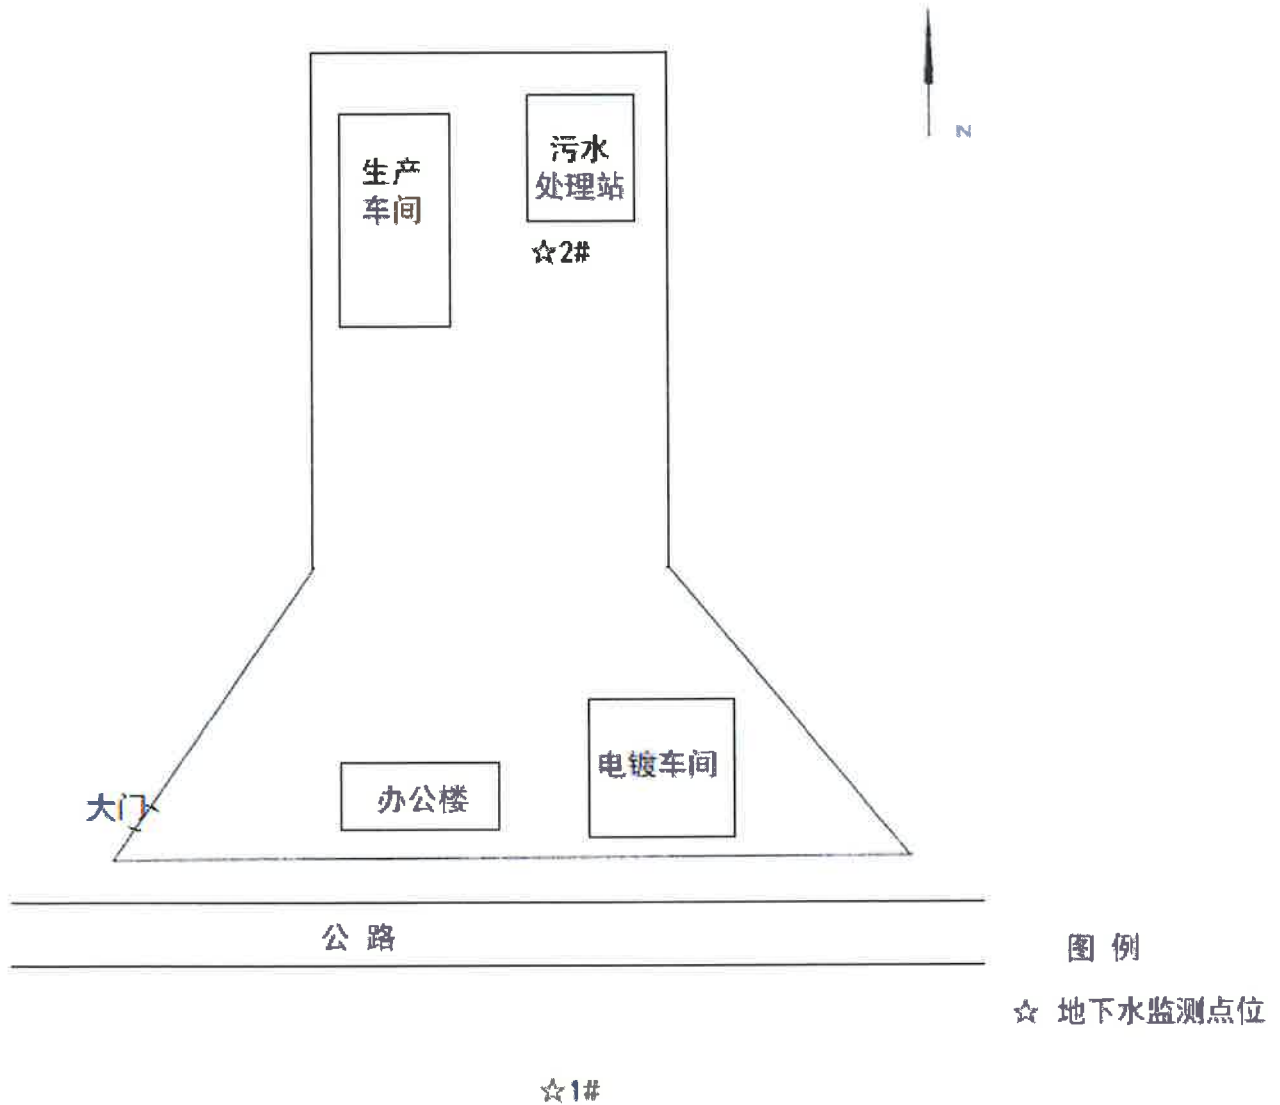 N
生产
车间
污水
处理站
☆2#
电镀车间
办公楼
大门
公路
图例
☆ 地下水监测点位
☆1#